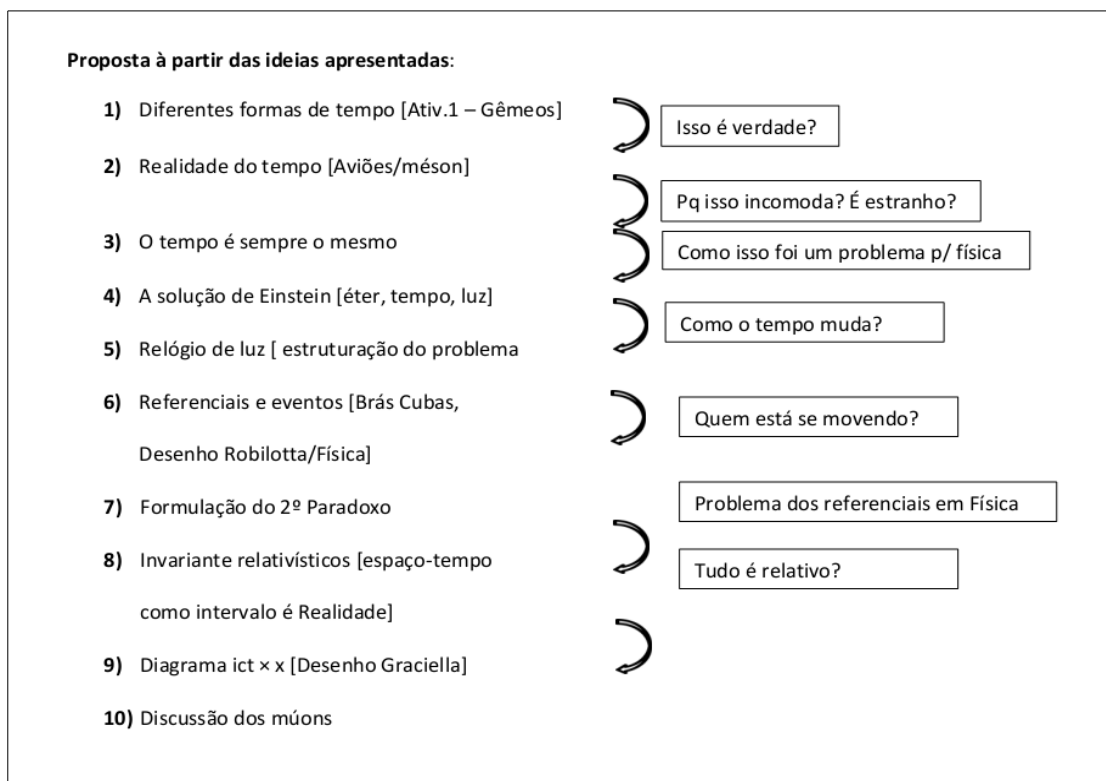 Proposta à partir das ideias apresentadas:
1) Diferentes formas de tempo [Ativ.1 – Gêmeos]
Isso é verdade?
2) Realidade do tempo [Aviões/méson]
Pq isso incomoda? É estranho?
3) O tempo é sempre o mesmo
Como isso foi um problema p/ física
4) A solução de Einstein [éter, tempo, luz]
Como o tempo muda?
5) Relógio de luz [ estruturação do problema
6) Referenciais e eventos [Brás Cubas,
Quem está se movendo?
Desenho Robilotta/Física]
7) Formulação do 2º Paradoxo
Problema dos referenciais em Física
8) Invariante relativísticos [espaço-tempo
Tudo é relativo?
como intervalo é Realidade]
9) Diagrama ict × x [Desenho Graciella]
10) Discussão dos múons